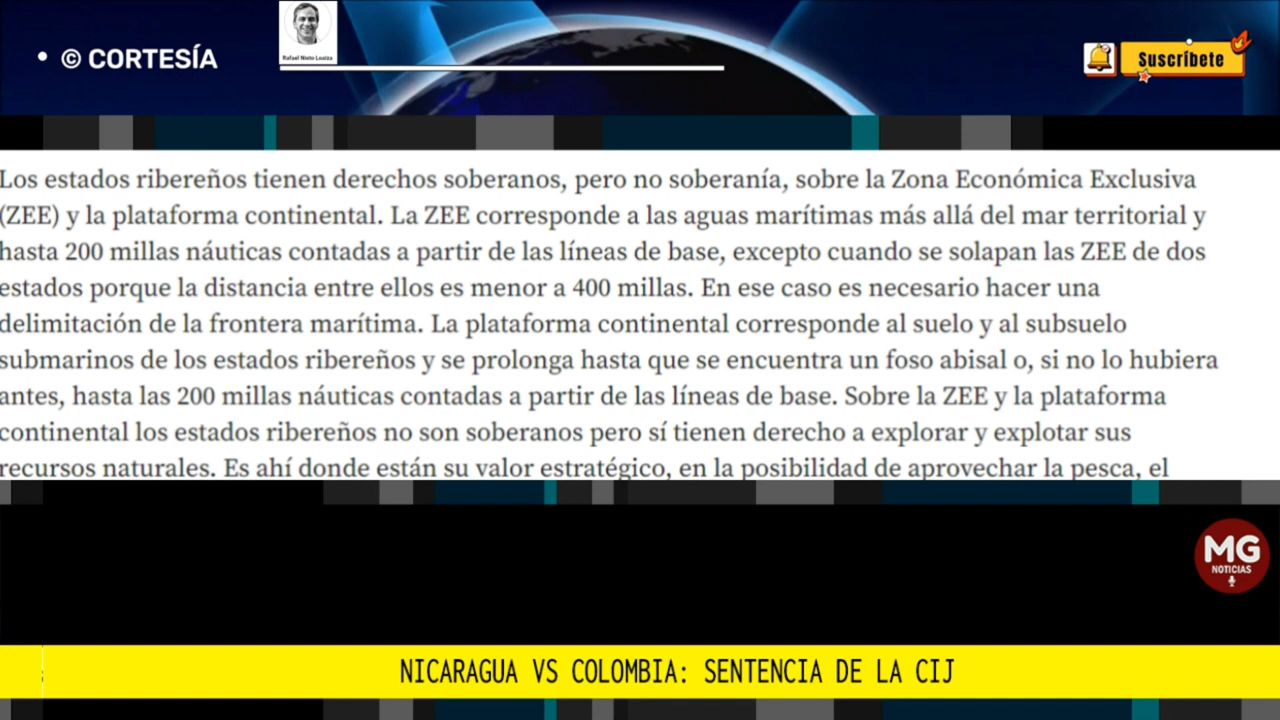 • © CORTESÍA
Rafael Nieto Loaiza
Suscríbete
Los estados ribereños tienen derechos soberanos, pero no soberanía, sobre la Zona Económica Exclusiva
(ZEE) y la plataforma continental. La ZEE corresponde a las aguas marítimas más allá del mar territorial y
hasta 200 millas náuticas contadas a partir de las líneas de base, excepto cuando se solapan las ZEE de dos
estados porque la distancia entre ellos es menor a 400 millas. En ese caso es necesario hacer una
delimitación de la frontera marítima. La plataforma continental corresponde al suelo y al subsuelo
submarinos de los estados ribereños y se prolonga hasta que se encuentra un foso abisal o, si no lo hubiera
antes, hasta las 200 millas náuticas contadas a partir de las líneas de base. Sobre la ZEE y la plataforma
continental los estados ribereños no son soberanos pero sí tienen derecho a explorar y explotar sus
recursos naturales. Es ahí donde están su valor estratégico, en la posibilidad de aprovechar la pesca, el
MG
NOTICIAS
NICARAGUA VS COLOMBIA: SENTENCIA DE LA CIJ